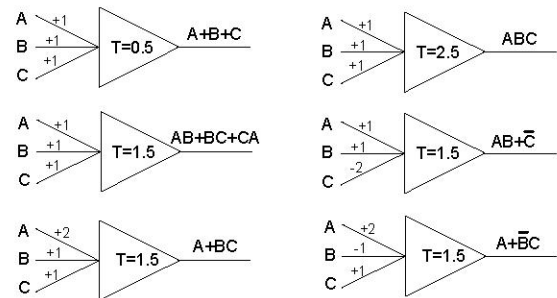 A +1
B +1
C +1
T=0.5
A+B+C
A +1
B +1
C +1
T=2.5
ABC
A +1
B +1
C +1
T=1.5
AB+BC+CA
A +1
B +1
C -2
T=1.5
AB+C̅
A +2
B +1
C +1
T=1.5
A+BC
A +2
B -1
C +1
T=1.5
A+B̅C